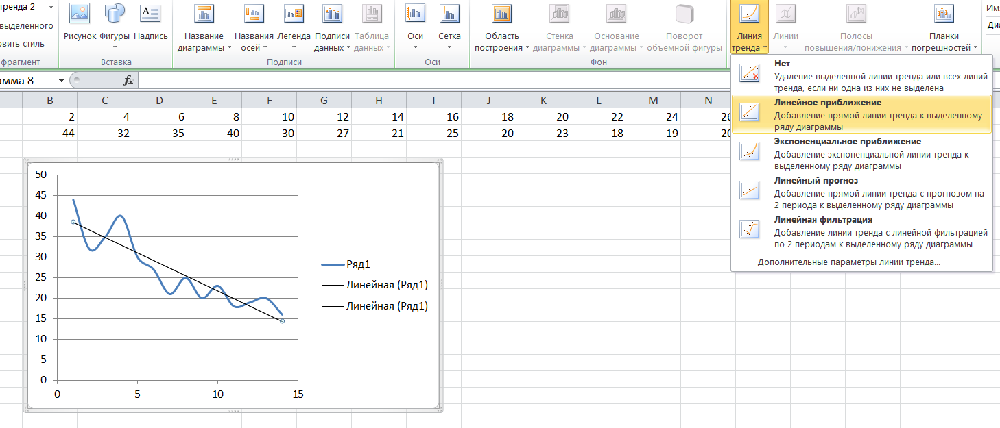 тренда 2
выделенного
овить стиль
фрагмент
Рисунок Фигуры Надпись
Вставка
Название диаграммы
Названия осей
Легенда
Подписи данных
Таблица данных
Подписи
Оси
Сетка
Оси
Область построения
Стенка диаграммы
Основание диаграммы
Поворот объемной фигуры
Фон
Линия тренда
Линии
Полосы повышения/понижения
Планки погрешностей
Им
Диа
амма 8
fx
Нет
Удаление выделенной линии тренда или всех линий
тренда, если ни одна из них не выделена
Линейное приближение
Добавление прямой линии тренда к выделенному
ряду диаграммы
Экспоненциальное приближение
Добавление экспоненциальной линии тренда к
выделенному ряду диаграммы
Линейный прогноз
Добавление прямой линии тренда с прогнозом на
2 периода к выделенному ряду диаграммы
Линейная фильтрация
Добавление линии тренда с линейной фильтрацией
по 2 периодам к выделенному ряду диаграммы
Дополнительные параметры линии тренда...
B C D E F G H I J K L M N
2 4 6 8 10 12 14 16 18 20 22 24 26
44 32 35 40 30 27 21 25 20 23 18 19 20
50
45
40
35
30
25
20
15
10
5
0
0 5 10 15
Ряд1
Линейная (Ряд1)
Линейная (Ряд1)